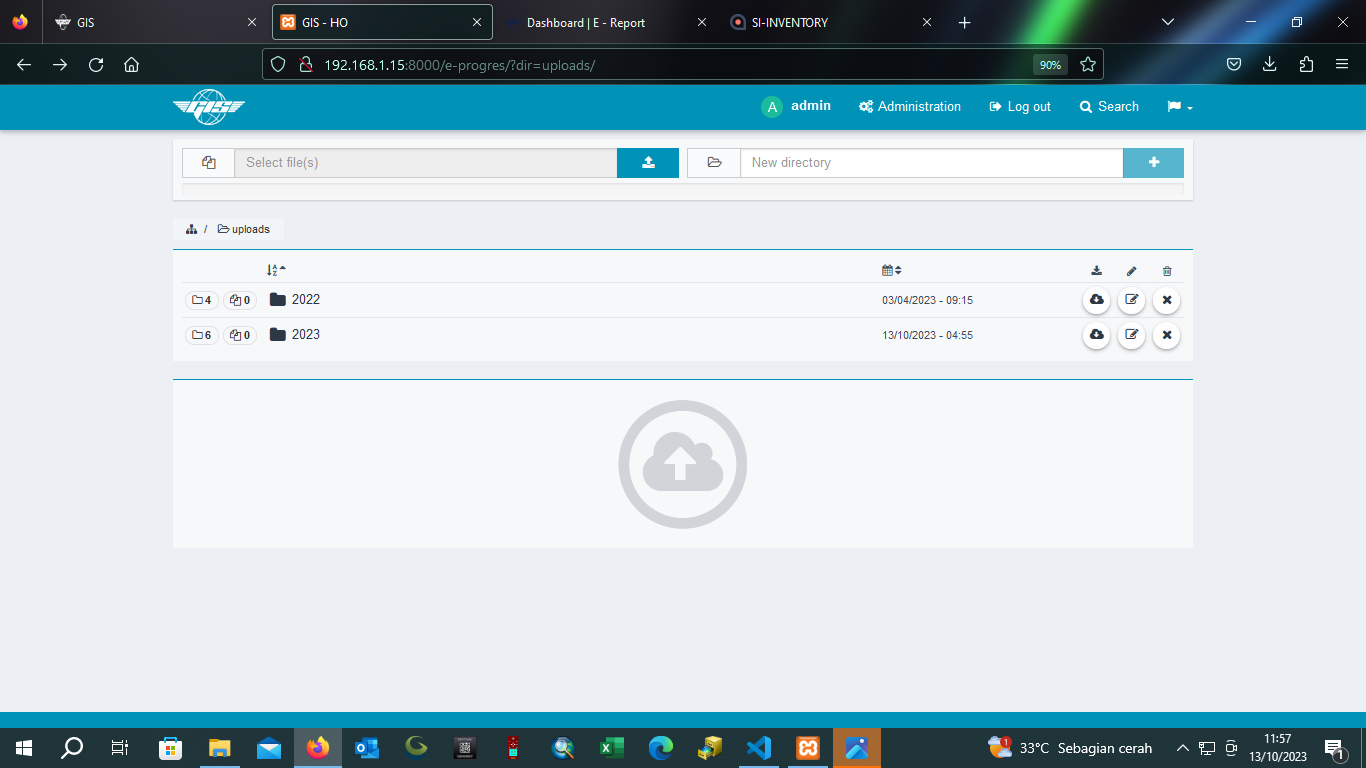 GIS
GIS - HO
Dashboard | E - Report
SI-INVENTORY
192.168.1.15:8000/e-progres/?dir=uploads/
90%
GIS
A admin
Administration
Log out
Search
Select file(s)
New directory
/ uploads
4 0 2022 03/04/2023 - 09:15
6 0 2023 13/10/2023 - 04:55
33°C Sebagian cerah
11:57
13/10/2023
1
1